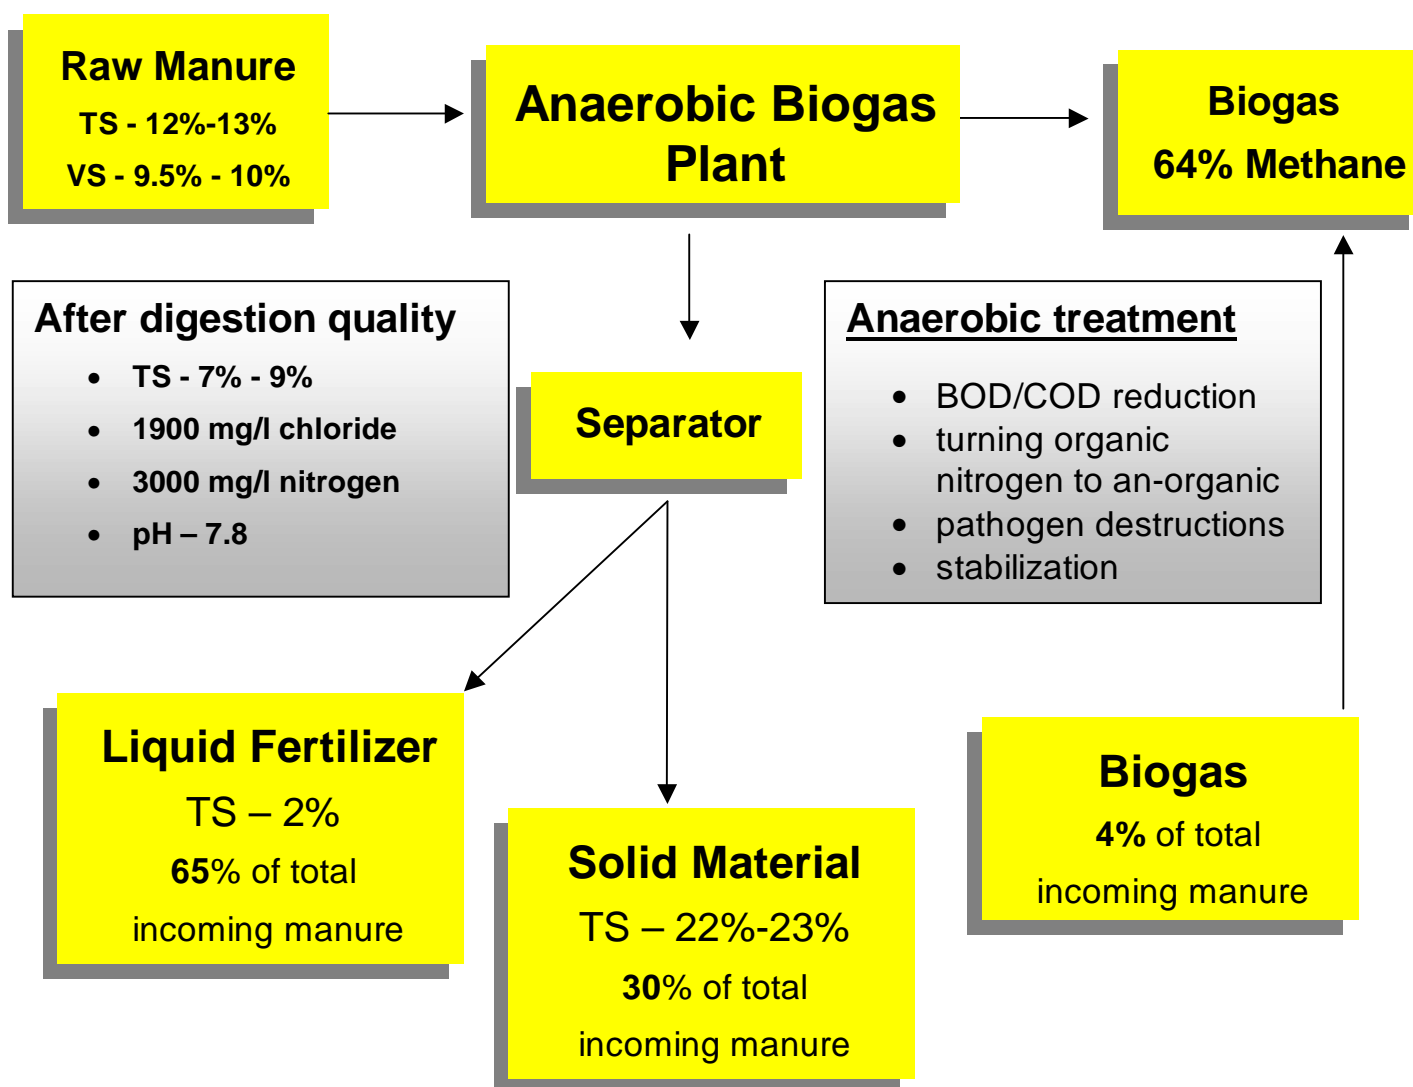 Raw Manure
TS - 12%-13%
VS - 9.5% - 10%
Anaerobic Biogas
Plant
Biogas
64% Methane
After digestion quality
• TS - 7% - 9%
• 1900 mg/l chloride
• 3000 mg/l nitrogen
• pH – 7.8
Separator
Anaerobic treatment
• BOD/COD reduction
• turning organic
nitrogen to an-organic
• pathogen destructions
• stabilization
Liquid Fertilizer
TS – 2%
65% of total
incoming manure
Solid Material
TS – 22%-23%
30% of total
incoming manure
Biogas
4% of total
incoming manure